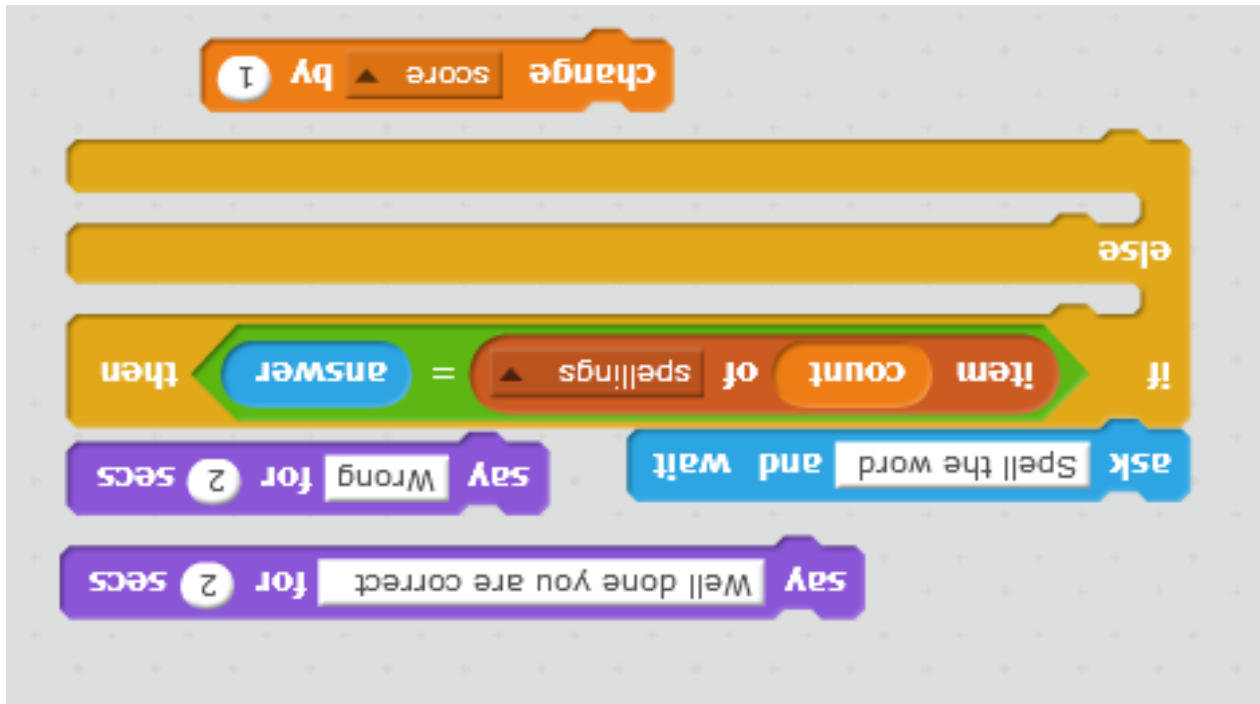 say Well done you are correct for 2 secs
ask Spell the word and wait
say Wrong for 2 secs
if item count of spellings = answer then
else
change score by 1